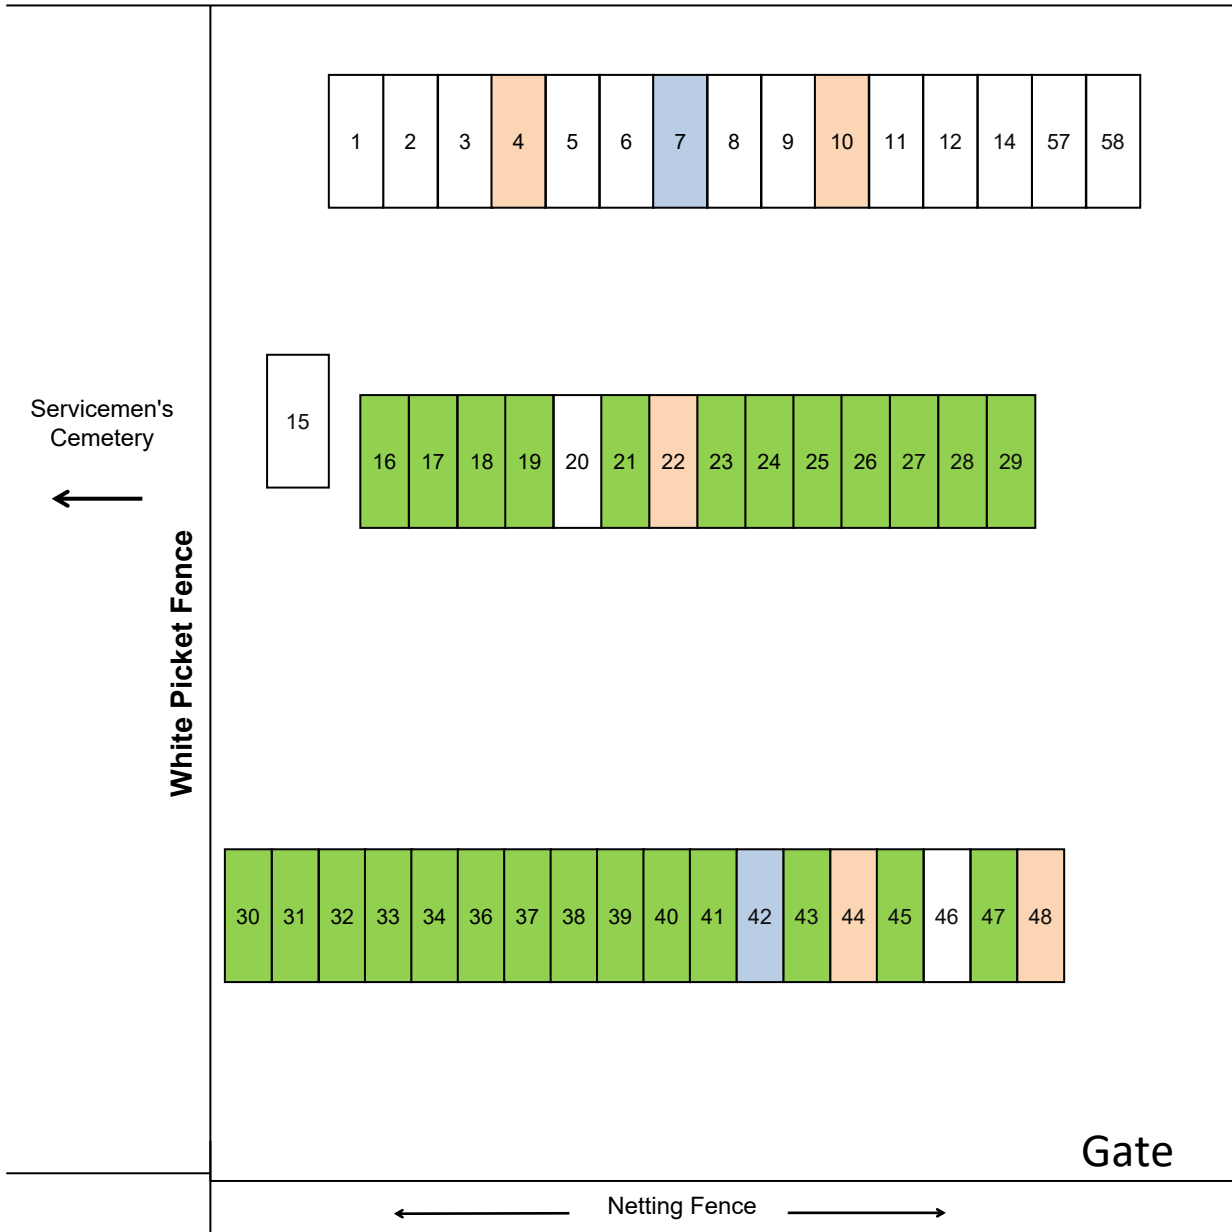 1 2 3 4 5 6 7 8 9 10 11 12 14 57 58
Servicemen's
Cemetery
15
16 17 18 19 20 21 22 23 24 25 26 27 28 29
White Picket Fence
30 31 32 33 34 36 37 38 39 40 41 42 43 44 45 46 47 48
Gate
Netting Fence